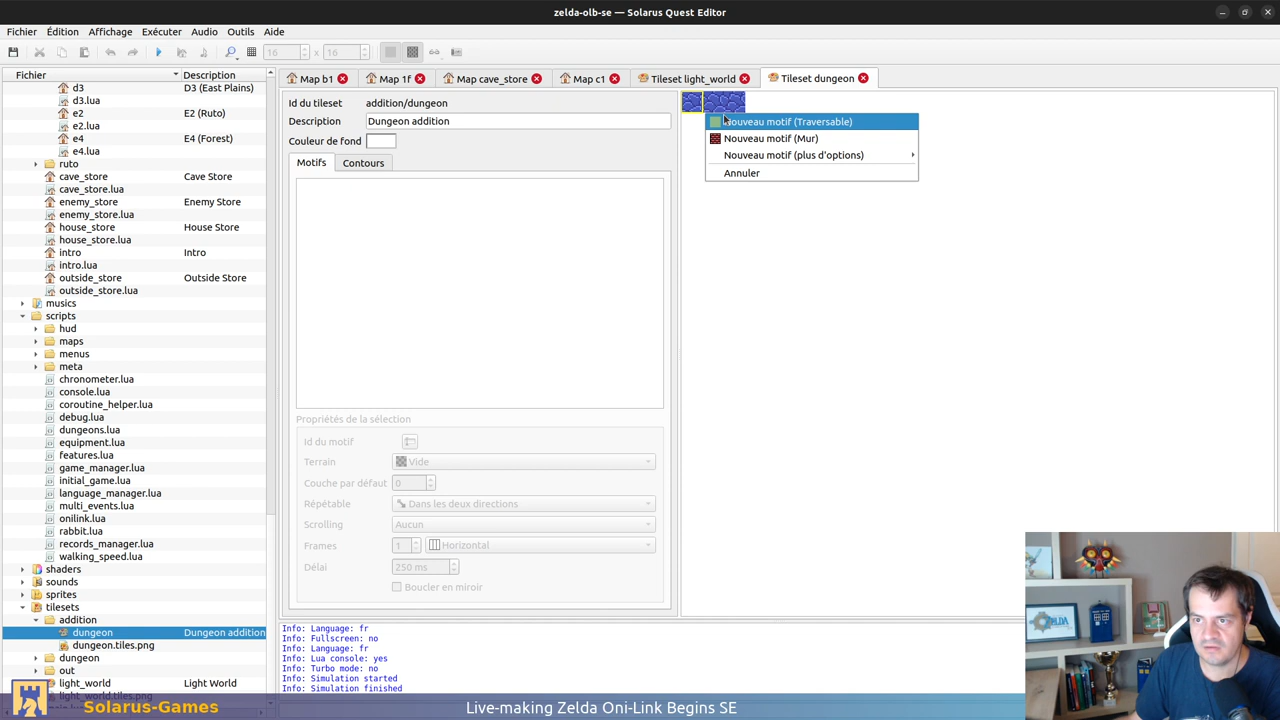 zelda-olb-se — Solarus Quest Editor
Fichier Édition Affichage Exécuter Audio Outils Aide
16 x 16
Fichier Description
Map b1 Map 1f Map cave_store Map c1 Tileset light_world Tileset dungeon
d3 D3 (East Plains)
d3.lua
e2 E2 (Ruto)
e2.lua
e4 E4 (Forest)
e4.lua
ruto
cave_store Cave Store
cave_store.lua
enemy_store Enemy Store
enemy_store.lua
house_store House Store
house_store.lua
intro Intro
intro.lua
outside_store Outside Store
outside_store.lua
musics
scripts
hud
maps
menus
meta
chronometer.lua
console.lua
coroutine_helper.lua
debug.lua
dungeons.lua
equipment.lua
features.lua
game_manager.lua
initial_game.lua
language_manager.lua
multi_events.lua
onilink.lua
rabbit.lua
records_manager.lua
walking_speed.lua
shaders
sounds
sprites
tilesets
addition
dungeon Dungeon addition
dungeon.tiles.png
dungeon
out
light_world Light World
light_world.tiles.png
Id du tileset addition/dungeon
Description Dungeon addition
Couleur de fond
Motifs Contours
Propriétés de la sélection
Id du motif
Terrain Vide
Couche par défaut 0
Répétable Dans les deux directions
Scrolling Aucun
Frames 1 Horizontal
Délai 250 ms
Boucler en miroir
Nouveau motif (Traversable)
Nouveau motif (Mur)
Nouveau motif (plus d'options)
Annuler
Info: Language: fr
Info: Fullscreen: no
Info: Language: fr
Info: Lua console: yes
Info: Turbo mode: no
Info: Simulation started
Info: Simulation finished
Solarus-Games
Live-making Zelda Oni-Link Begins SE